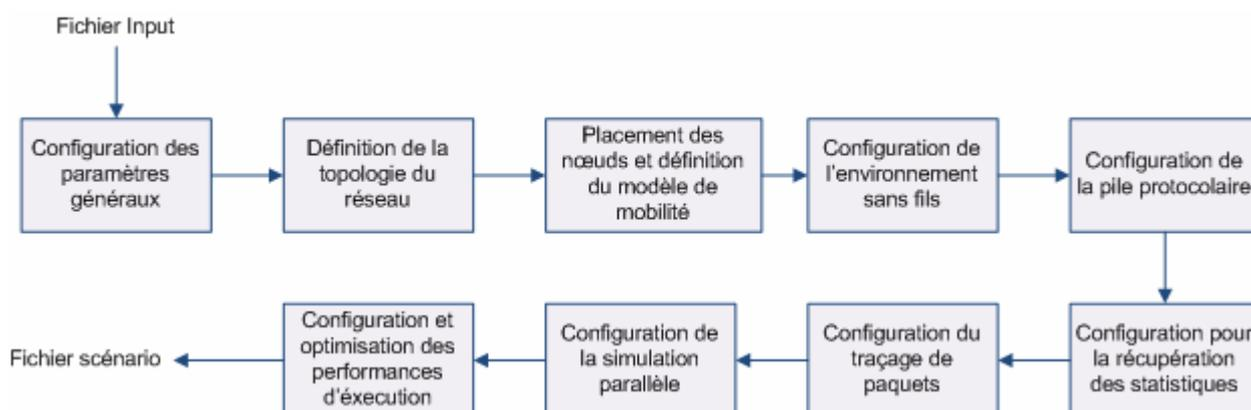 Fichier Input
Configuration des
paramètres
généraux
Définition de la
topologie du
réseau
Placement des
nœuds et définition
du modèle de
mobilité
Configuration de
l'environnement
sans fils
Configuration de
la pile protocolaire
Configuration pour
la récupération
des statistiques
Configuration du
traçage de
paquets
Configuration de
la simulation
parallèle
Configuration et
optimisation des
performances
d'éxecution
Fichier scénario